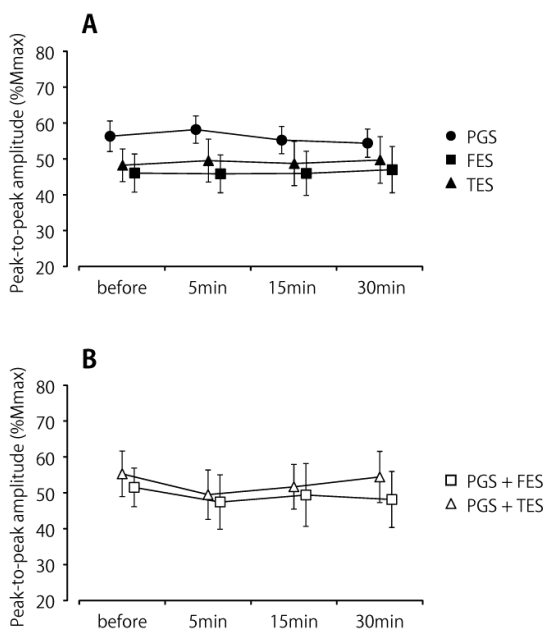 A
Peak-to-peak amplitude (%Mmax)
80
70
60
50
40
30
20
before 5min 15min 30min
PGS
FES
TES
B
Peak-to-peak amplitude (%Mmax)
80
70
60
50
40
30
20
before 5min 15min 30min
PGS + FES
PGS + TES